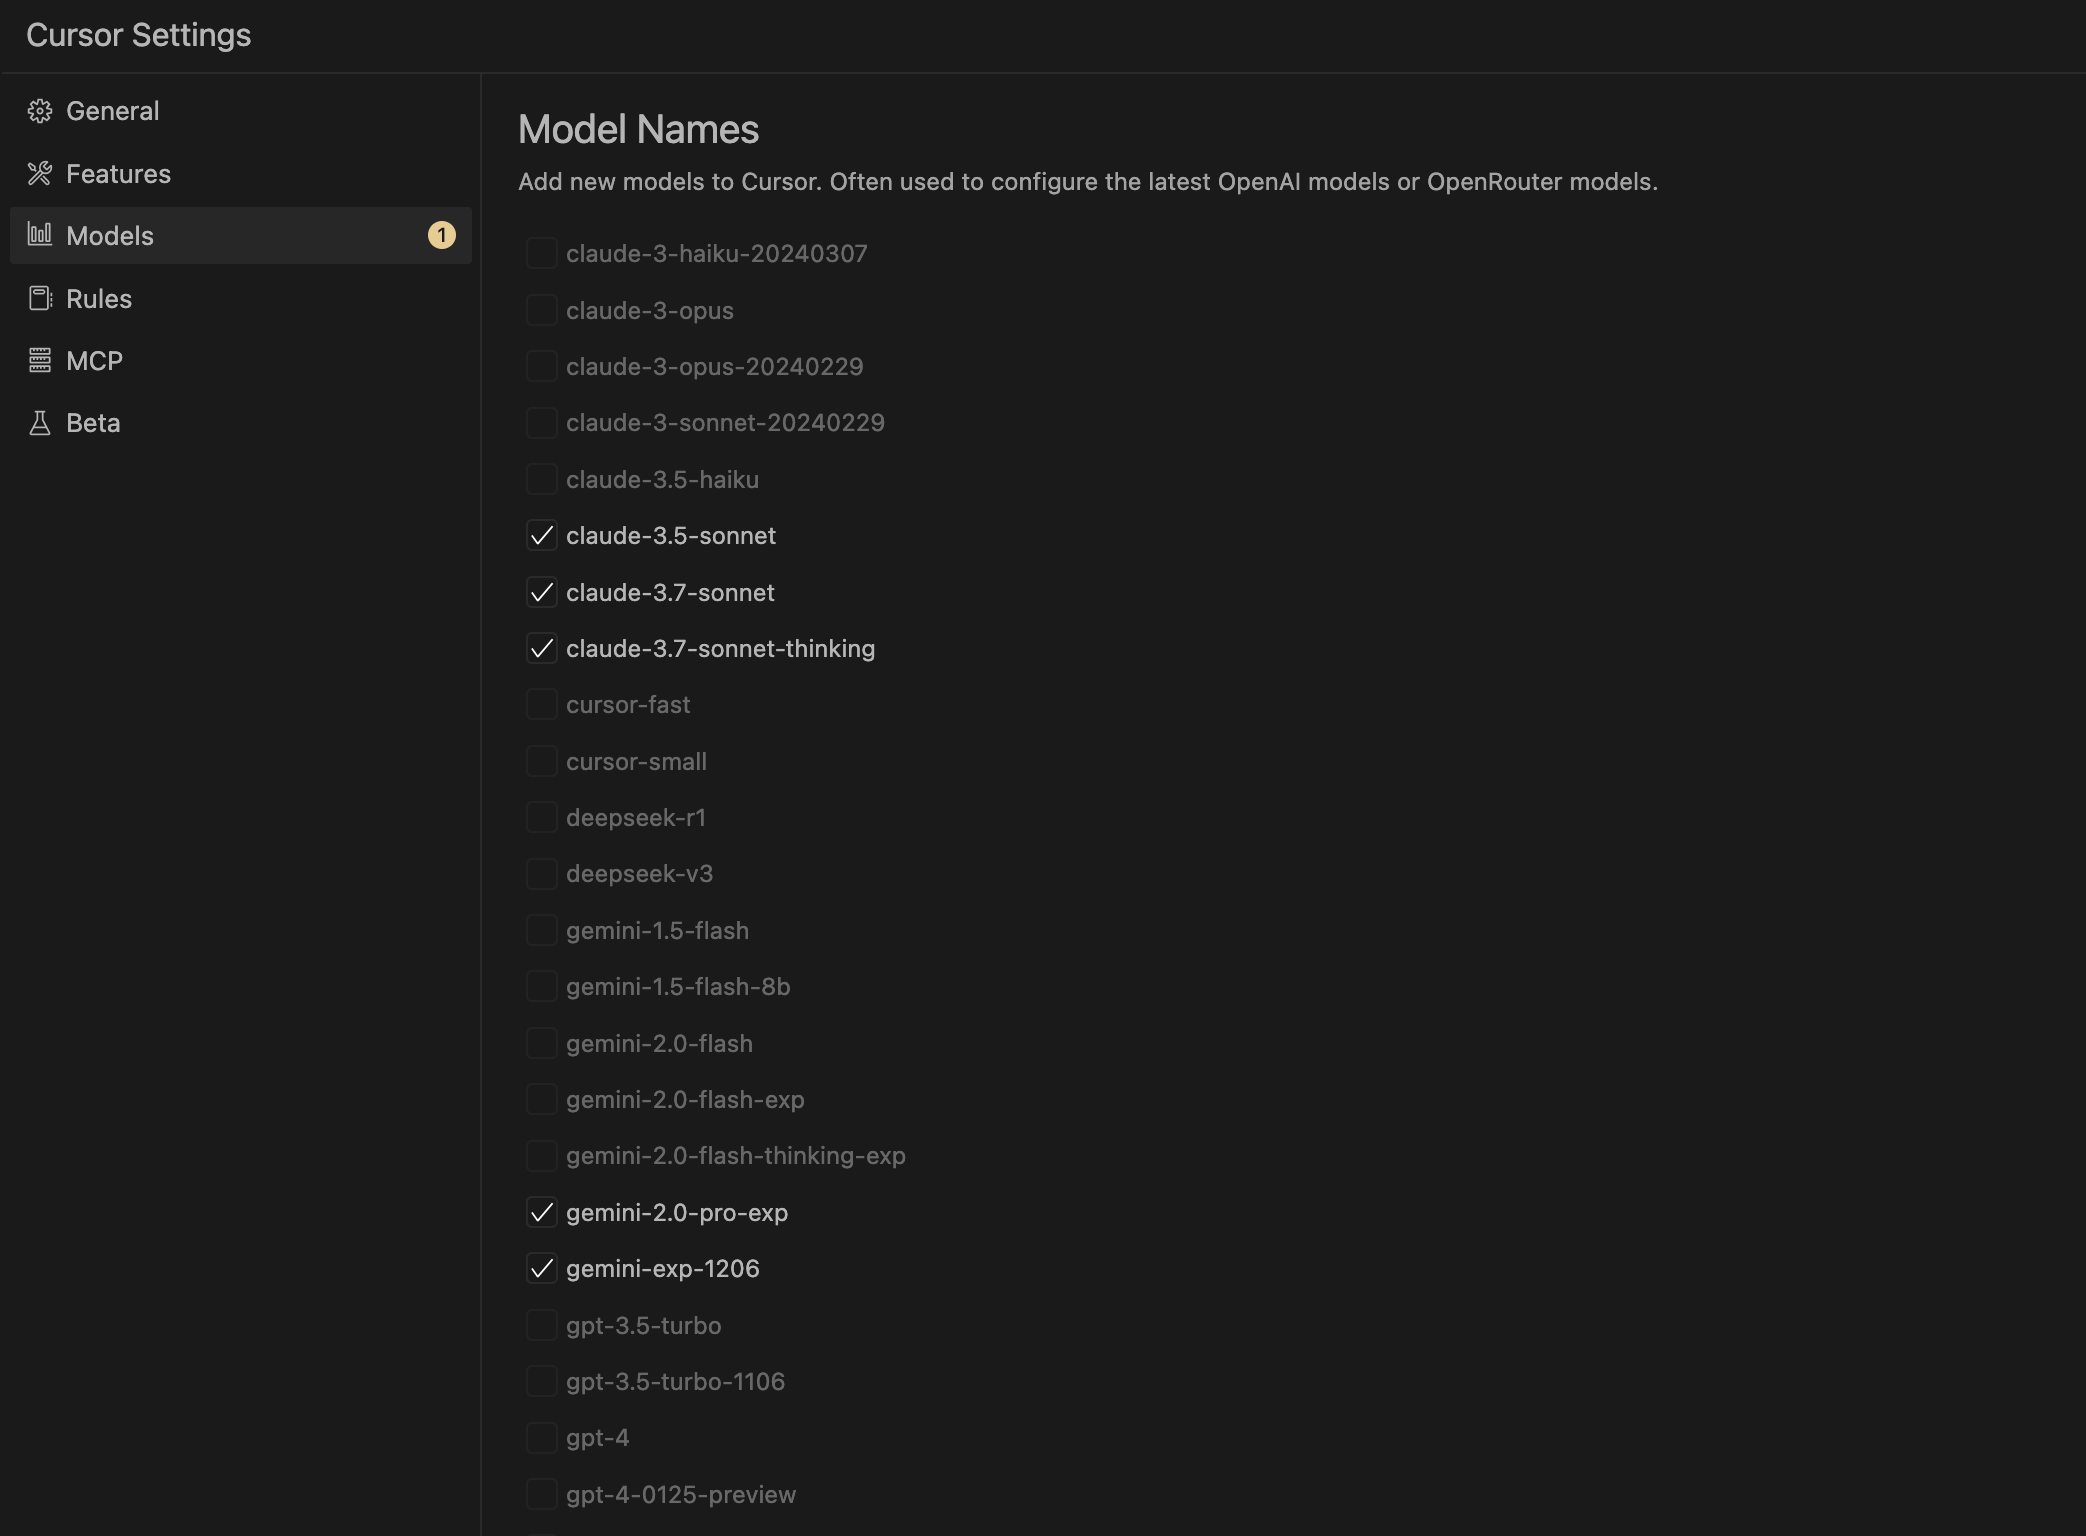 Cursor Settings
General
Features
Models
1
Rules
MCP
Beta
Model Names
Add new models to Cursor. Often used to configure the latest OpenAI models or OpenRouter models.
claude-3-haiku-20240307
claude-3-opus
claude-3-opus-20240229
claude-3-sonnet-20240229
claude-3.5-haiku
claude-3.5-sonnet
claude-3.7-sonnet
claude-3.7-sonnet-thinking
cursor-fast
cursor-small
deepseek-r1
deepseek-v3
gemini-1.5-flash
gemini-1.5-flash-8b
gemini-2.0-flash
gemini-2.0-flash-exp
gemini-2.0-flash-thinking-exp
gemini-2.0-pro-exp
gemini-exp-1206
gpt-3.5-turbo
gpt-3.5-turbo-1106
gpt-4
gpt-4-0125-preview